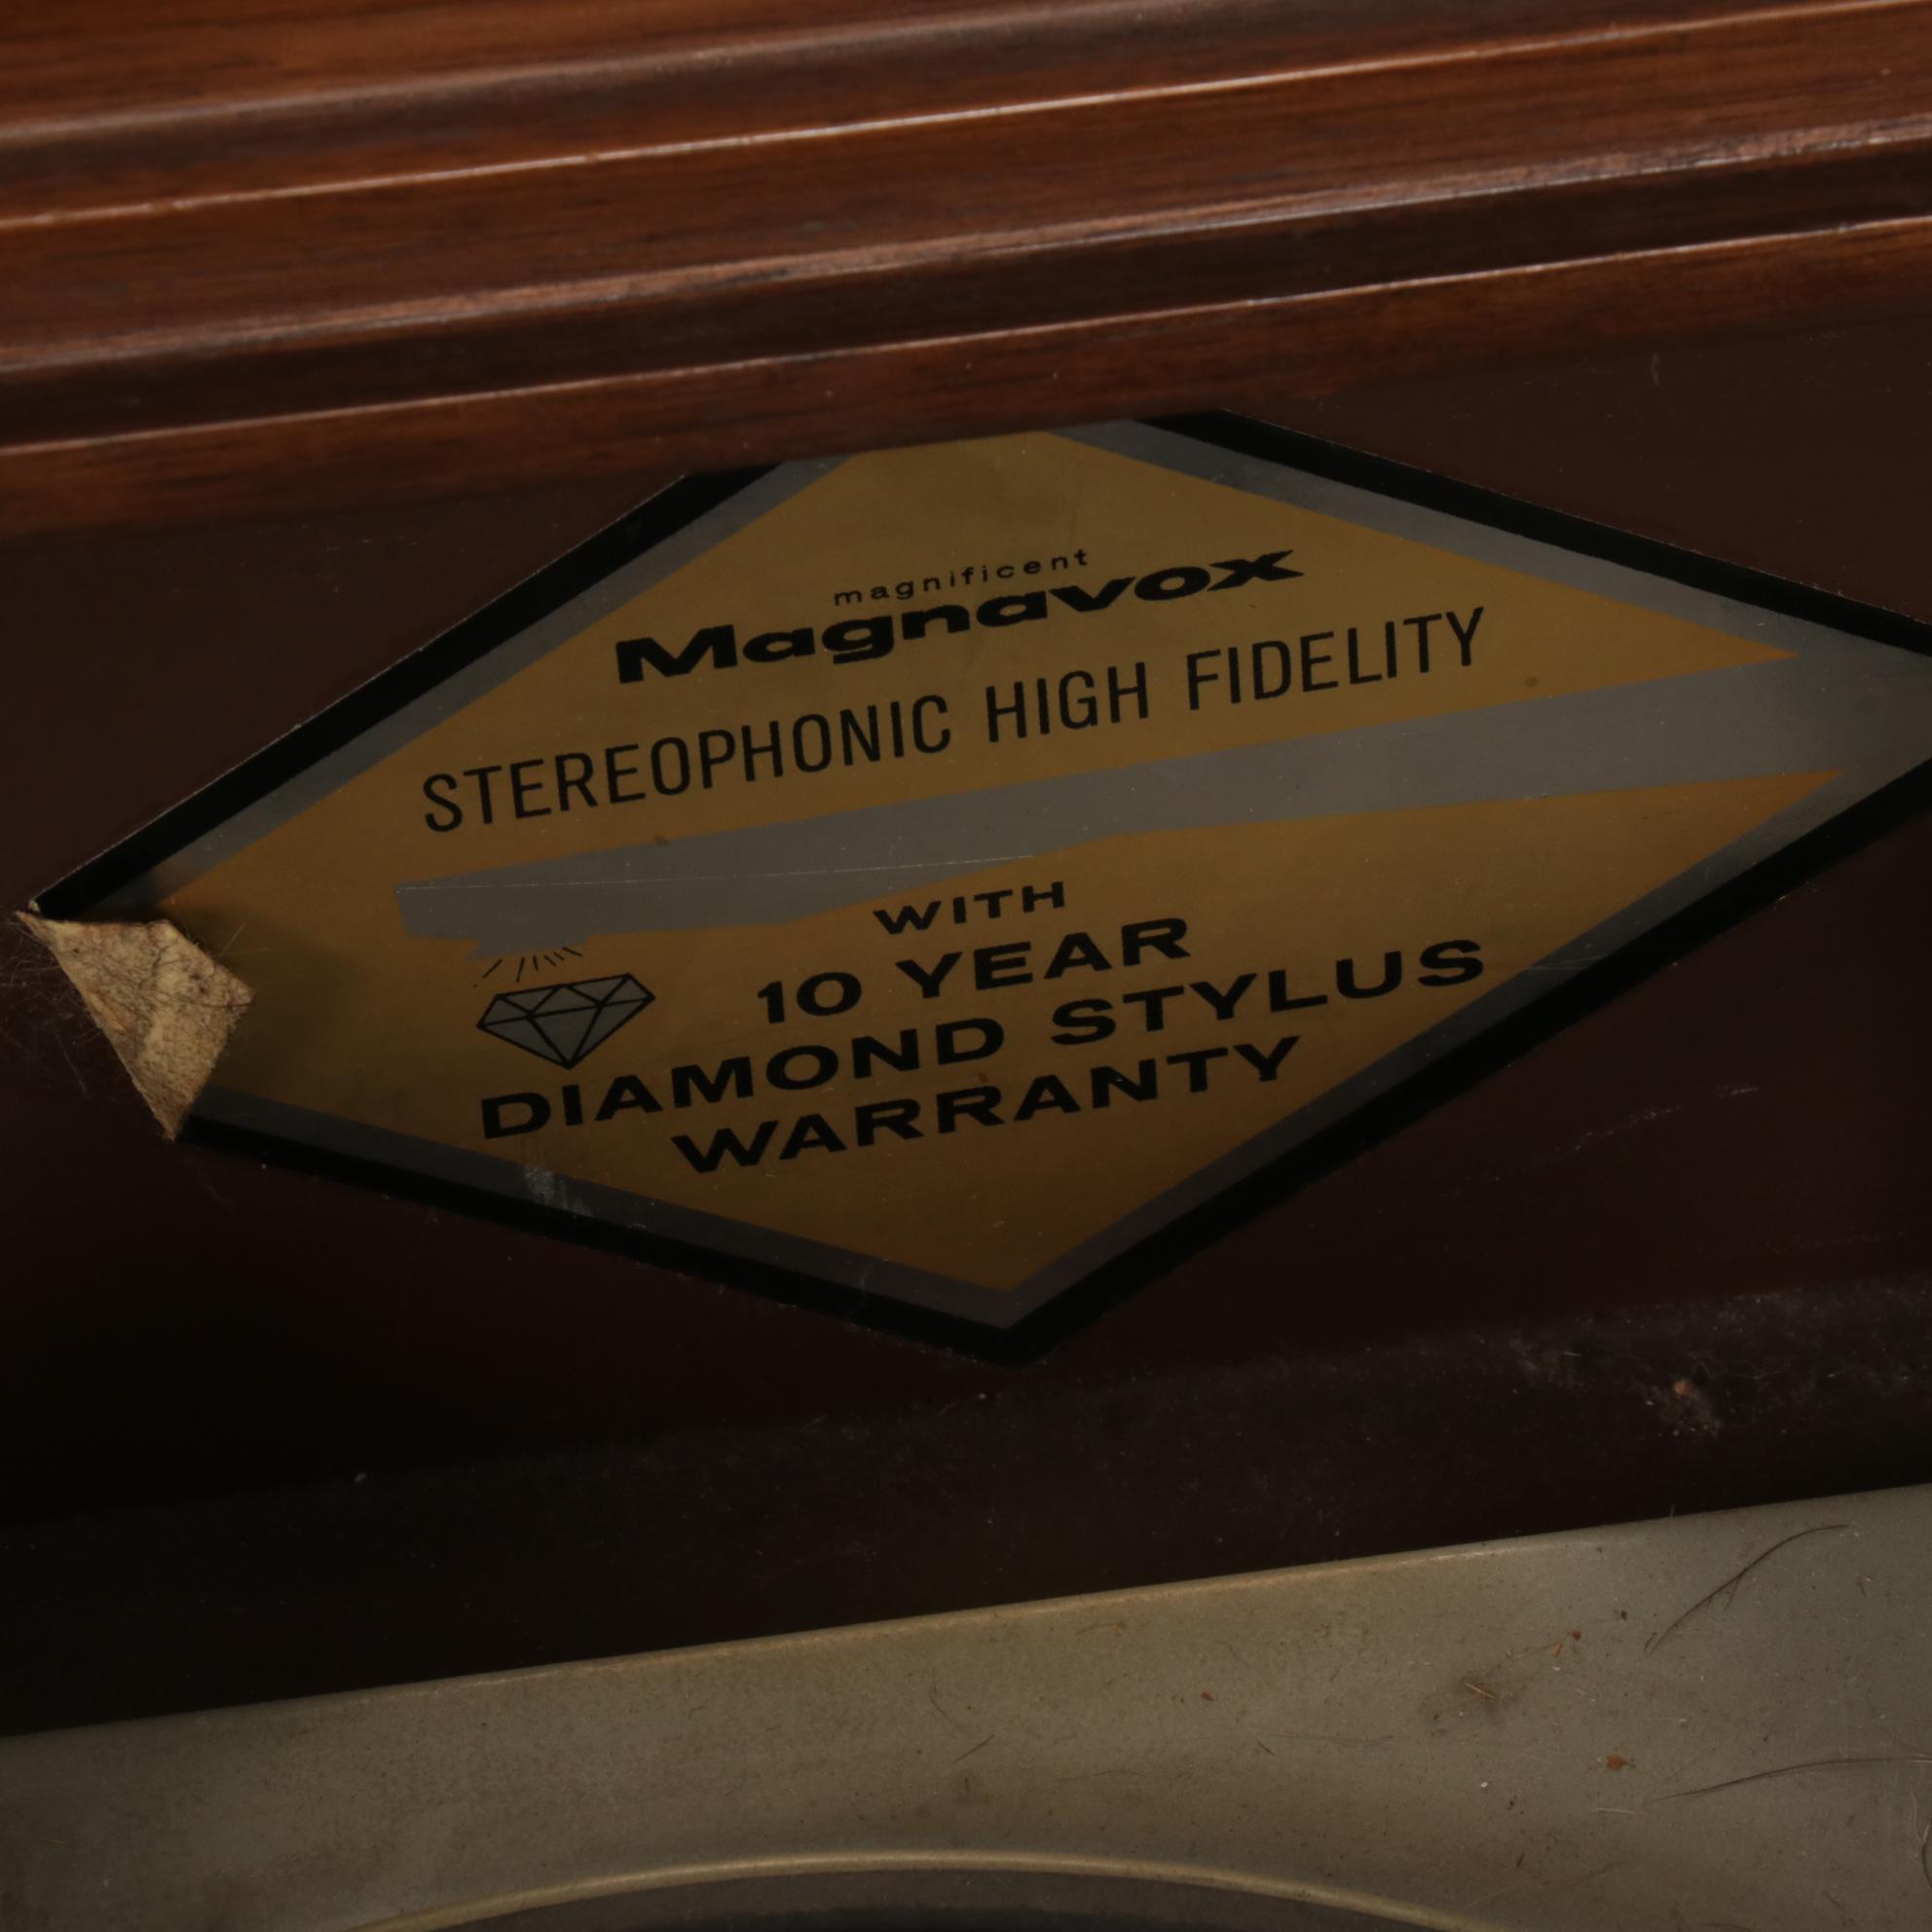 magnificent
Magnavox
STEREOPHONIC HIGH FIDELITY
WITH
10 YEAR
DIAMOND STYLUS
WARRANTY